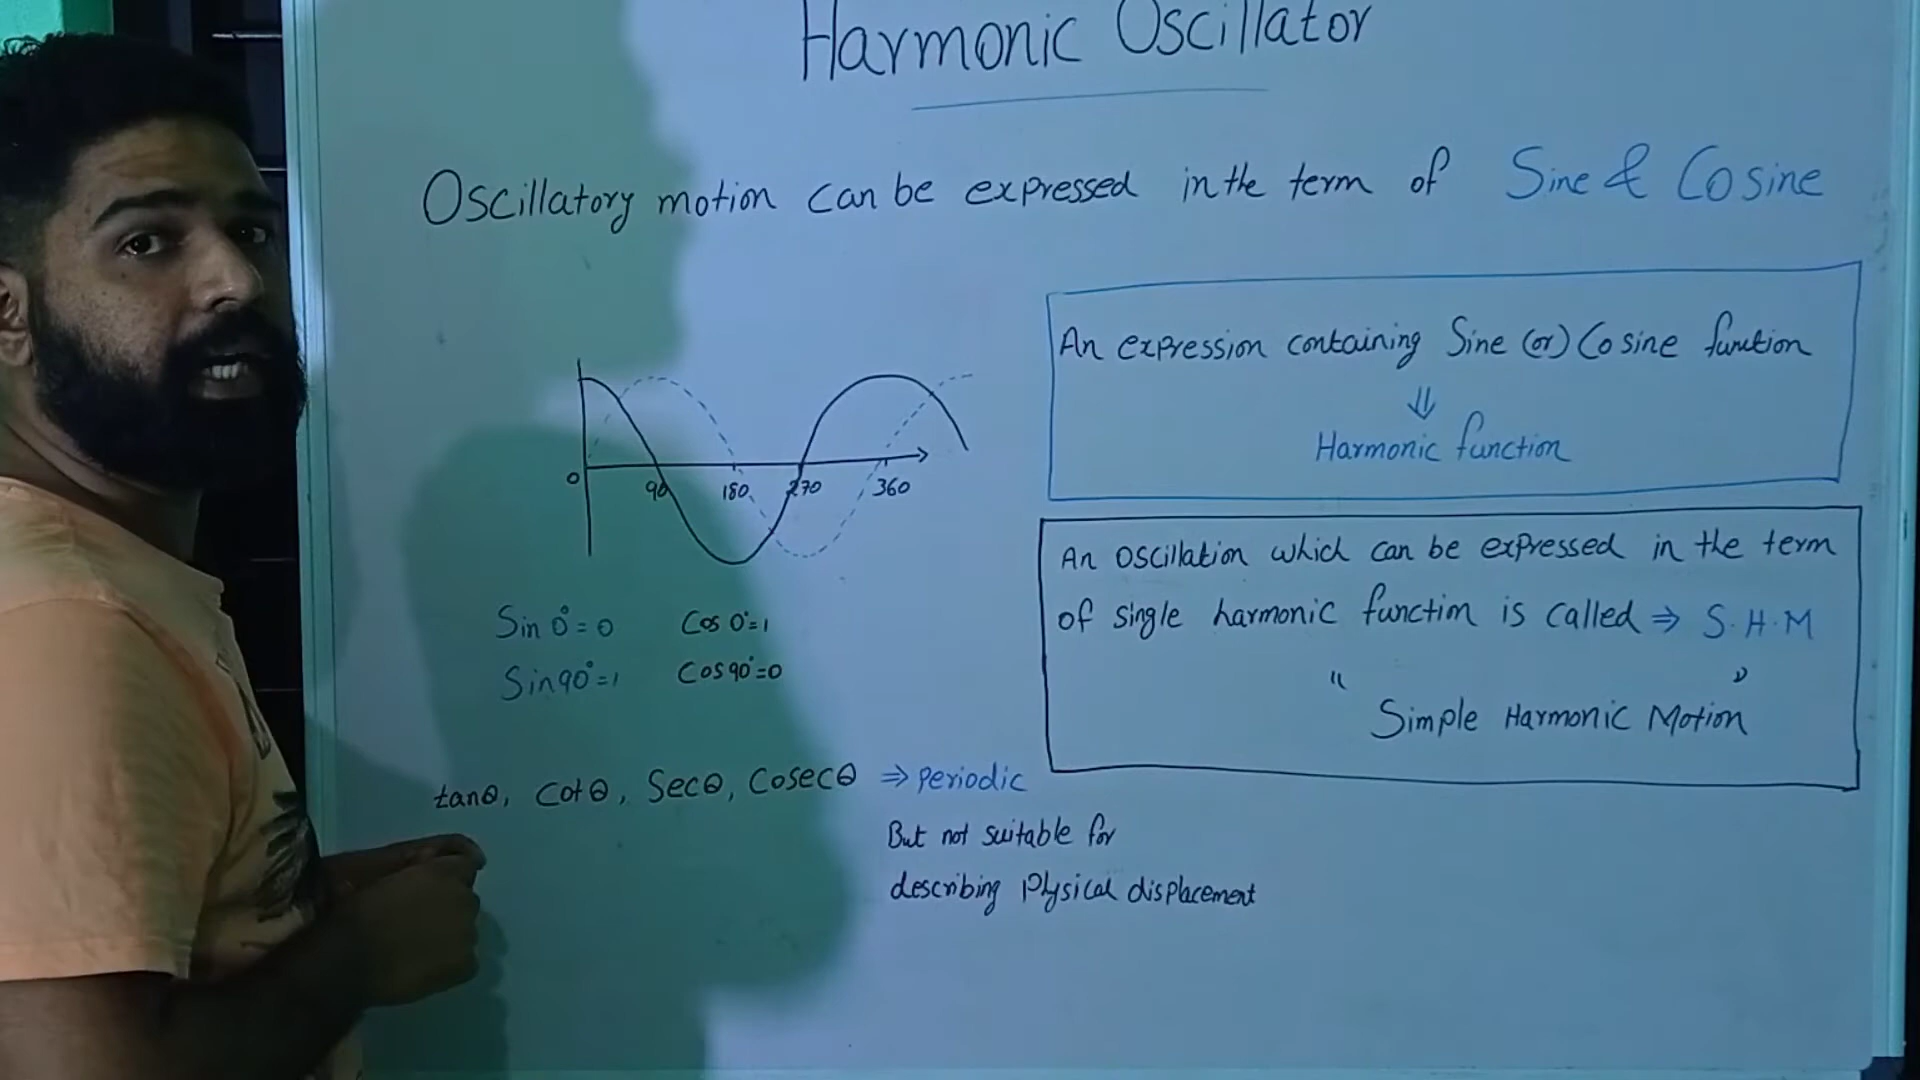 Harmonic Oscillator
Oscillatory motion can be expressed in the term of Sine & Cosine
An expression containing Sine (or) Cosine function
⇓
Harmonic function
0 90 180 270 360
An oscillation which can be expressed in the term
of single harmonic function is called ⇒ S.H.M
"Simple Harmonic Motion"
Sin 0° = 0 Cos 0° = 1
Sin 90° = 1 Cos 90° = 0
tanθ, Cotθ, Secθ, Cosecθ ⇒ periodic
But not suitable for
describing Physical displacement